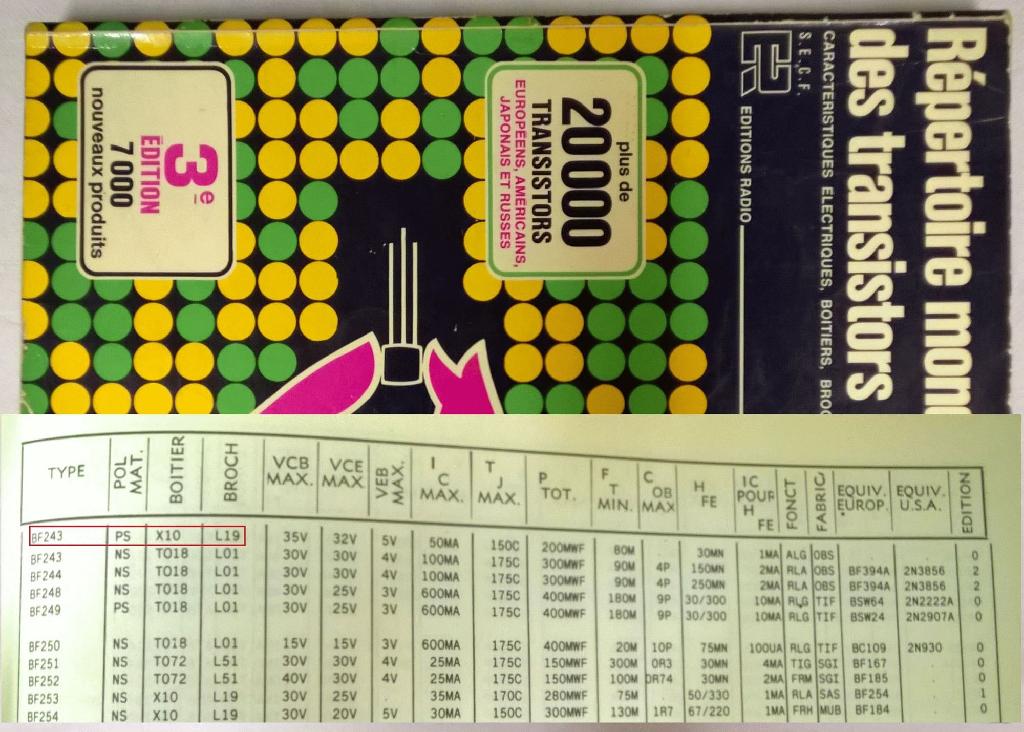 Répertoire mon
des transistors
CARACTERISTIQUES ELECTRIQUES, BOITIERS, BROC
S.E.C.F.
EDITIONS RADIO
plus de
20000
TRANSISTORS
EUROPÉENS, AMÉRICAINS,
JAPONAIS ET RUSSES
3e
ÉDITION
7000
nouveaux produits
TYPE POL MAT. BOITIER BROCH VCB MAX. VCE MAX. VEB MAX. I C MAX. T J MAX. P TOT. F T MIN. C OB MAX H FE IC POUR H FE FONCT FABRIC EQUIV. EUROP. EQUIV. U.S.A. EDITION
BF243 PS X10 L19 35V 32V 5V 50MA 150C 200MWF 80M 30MN 1MA ALG OBS 0
BF243 NS TO18 L01 30V 30V 4V 100MA 175C 300MWF 90M 4P 150MN 2MA RLA OBS BF394A 2N3856 2
BF244 NS TO18 L01 30V 30V 4V 100MA 175C 300MWF 90M 4P 250MN 2MA RLA OBS BF394A 2N3856 2
BF248 NS TO18 L01 30V 25V 3V 600MA 175C 400MWF 180M 9P 30/300 10MA RLG TIF BSW64 2N2222A 0
BF249 PS TO18 L01 30V 25V 3V 600MA 175C 400MWF 180M 9P 30/300 10MA RLG TIF BSW24 2N2907A 0
BF250 NS TO18 L01 15V 15V 3V 600MA 175C 400MWF 20M 10P 75MN 100UA RLG TIF BC109 2N930 0
BF251 NS TO72 L51 30V 30V 4V 25MA 175C 150MWF 300M 0R3 30MN 4MA TIG SGI BF167 0
BF252 NS TO72 L51 40V 30V 4V 25MA 175C 150MWF 100M 0R74 30MN 2MA FRM SGI BF185 0
BF253 NS X10 L19 30V 25V 35MA 170C 280MWF 75M 50/330 1MA RLA SAS BF254 1
BF254 NS X10 L19 30V 20V 5V 30MA 150C 300MWF 130M 1R7 67/220 1MA FRH MUB BF184 0